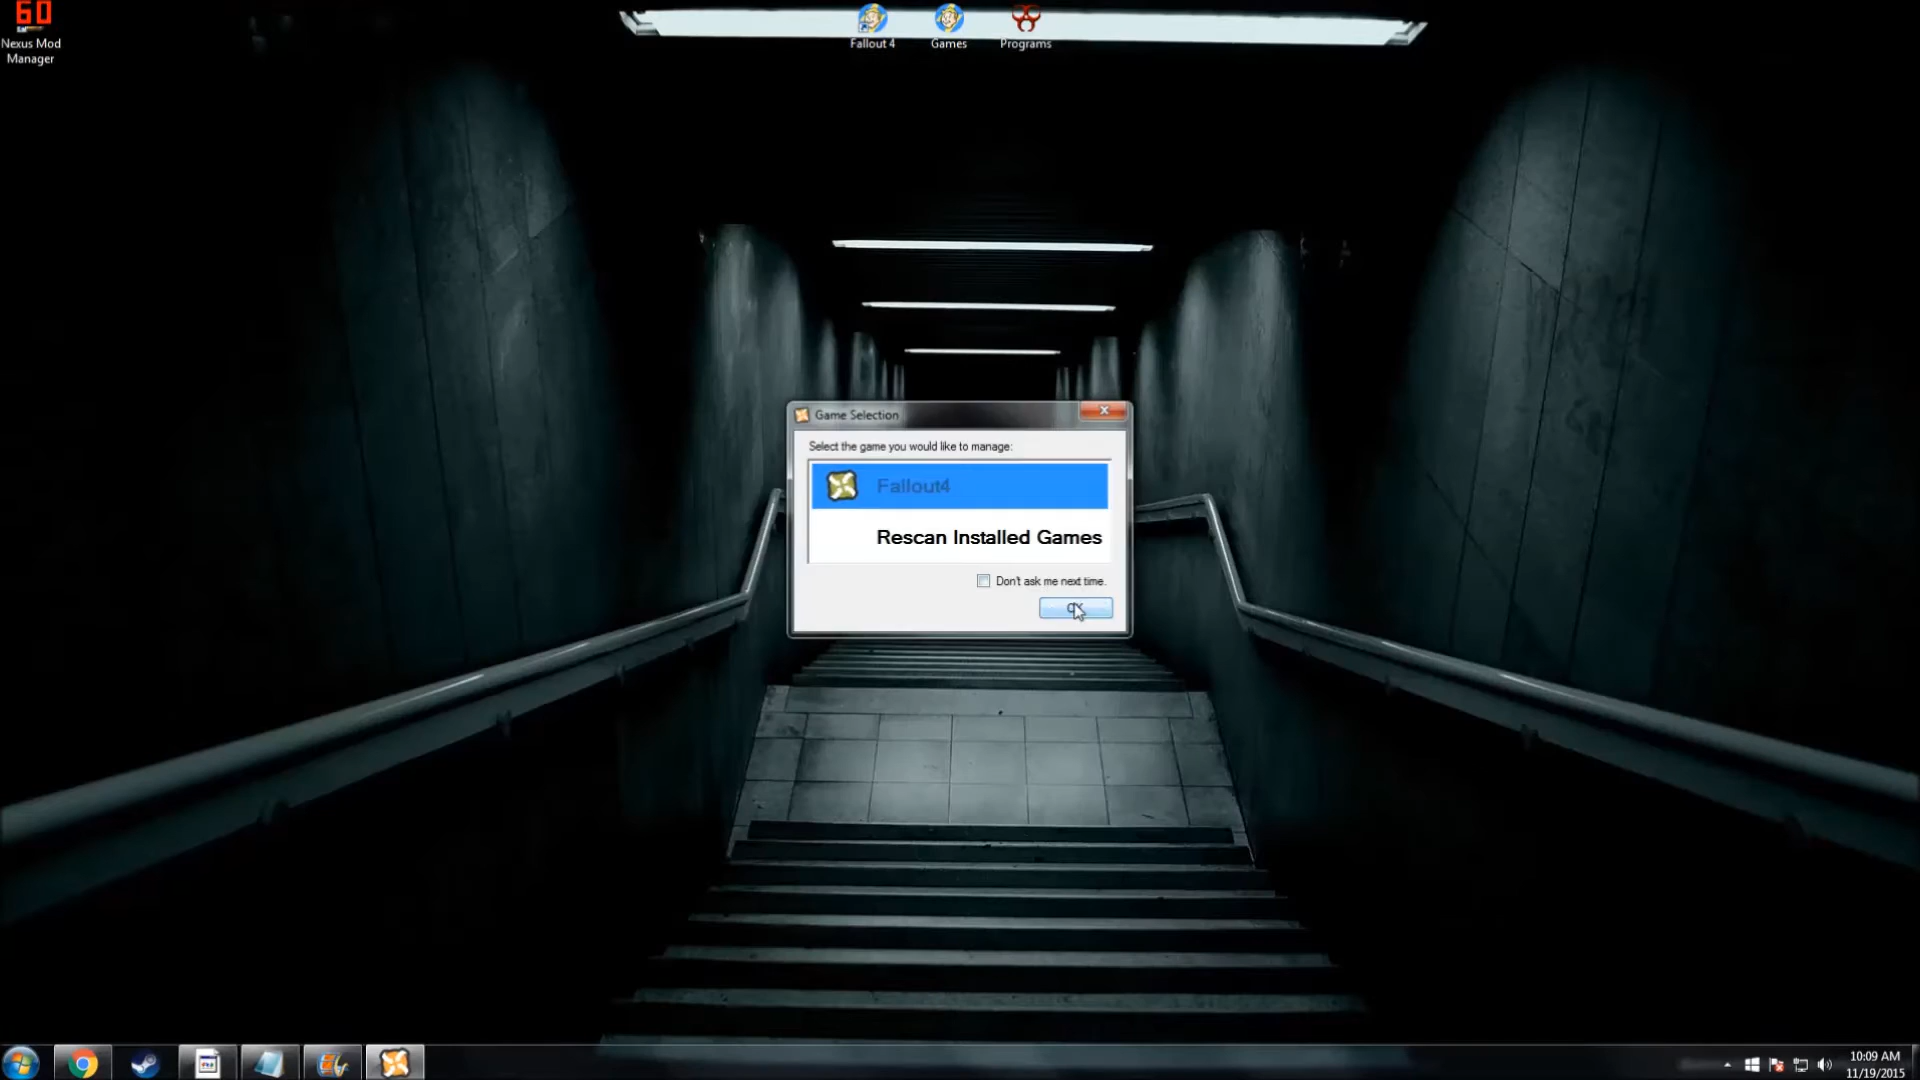 60
Nexus Mod
Manager
Fallout 4
Games
Programs
Game Selection
Select the game you would like to manage:
Fallout4
Rescan Installed Games
Don't ask me next time.
10:09 AM
11/19/2015